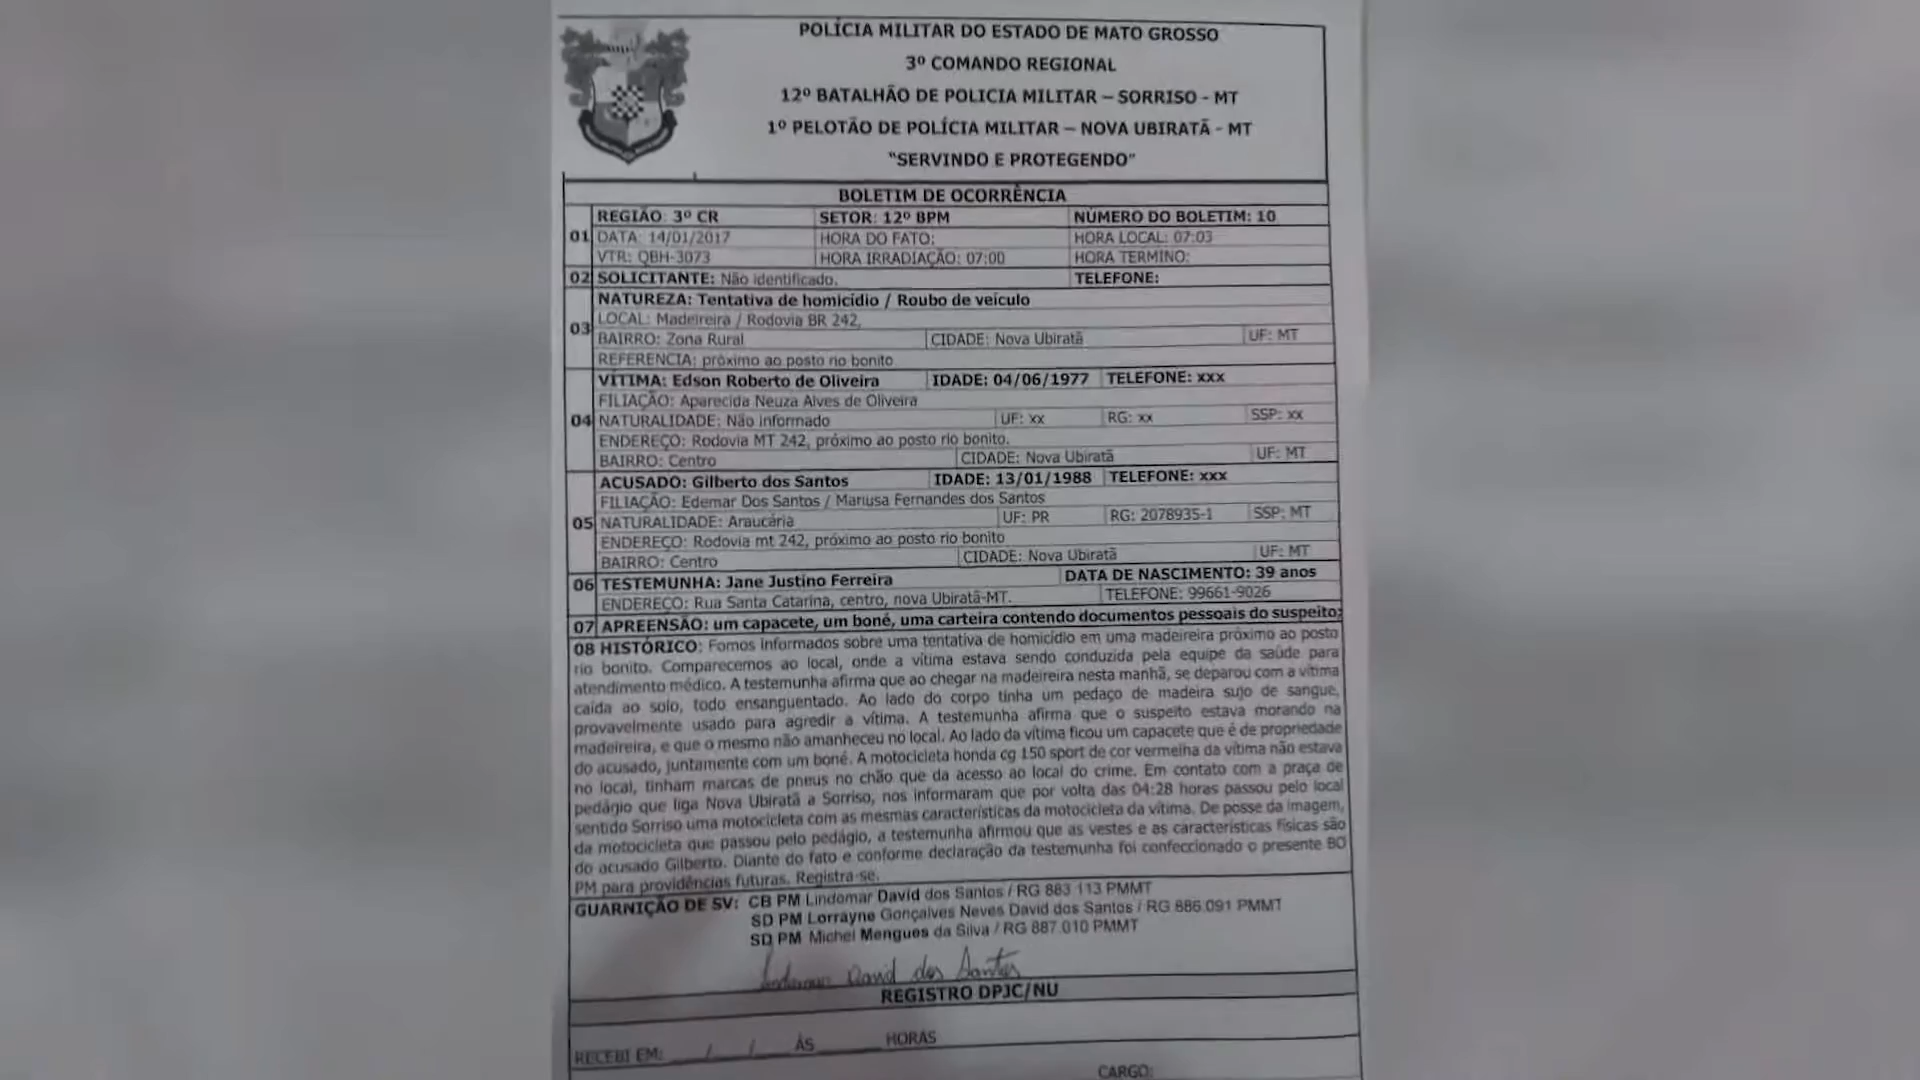 POLÍCIA MILITAR DO ESTADO DE MATO GROSSO
3º COMANDO REGIONAL
12º BATALHÃO DE POLICIA MILITAR – SORRISO - MT
1º PELOTÃO DE POLÍCIA MILITAR – NOVA UBIRATÃ - MT
"SERVINDO E PROTEGENDO"
BOLETIM DE OCORRÊNCIA
01 REGIÃO: 3º CR SETOR: 12º BPM NÚMERO DO BOLETIM: 10
DATA: 14/01/2017 HORA DO FATO: HORA LOCAL: 07:03
VTR: QBH-3073 HORA IRRADIAÇÃO: 07:00 HORA TERMINO:
02 SOLICITANTE: Não identificado. TELEFONE:
03 NATUREZA: Tentativa de homicídio / Roubo de veículo
LOCAL: Madeireira / Rodovia BR 242,
BAIRRO: Zona Rural CIDADE: Nova Ubiratã UF: MT
REFERENCIA: próximo ao posto rio bonito
04 VÍTIMA: Edson Roberto de Oliveira IDADE: 04/06/1977 TELEFONE: xxx
FILIAÇÃO: Aparecida Neuza Alves de Oliveira
NATURALIDADE: Não informado UF: xx RG: xx SSP: xx
ENDEREÇO: Rodovia MT 242, próximo ao posto rio bonito.
BAIRRO: Centro CIDADE: Nova Ubiratã UF: MT
05 ACUSADO: Gilberto dos Santos IDADE: 13/01/1988 TELEFONE: xxx
FILIAÇÃO: Edemar Dos Santos / Mariusa Fernandes dos Santos
NATURALIDADE: Araucária UF: PR RG: 2078935-1 SSP: MT
ENDEREÇO: Rodovia mt 242, próximo ao posto rio bonito
BAIRRO: Centro CIDADE: Nova Ubiratã UF: MT
06 TESTEMUNHA: Jane Justino Ferreira DATA DE NASCIMENTO: 39 anos
ENDEREÇO: Rua Santa Catarina, centro, nova Ubiratã-MT. TELEFONE: 99661-9026
07 APREENSÃO: um capacete, um boné, uma carteira contendo documentos pessoais do suspeito;
08 HISTÓRICO: Fomos informados sobre uma tentativa de homicídio em uma madeireira próximo ao posto
rio bonito. Comparecemos ao local, onde a vítima estava sendo conduzida pela equipe da saúde para
atendimento médico. A testemunha afirma que ao chegar na madeireira nesta manhã, se deparou com a vítima
caída ao solo, todo ensanguentado. Ao lado do corpo tinha um pedaço de madeira sujo de sangue,
provavelmente usado para agredir a vítima. A testemunha afirma que o suspeito estava morando na
madeireira, e que o mesmo não amanheceu no local. Ao lado da vítima ficou um capacete que é de propriedade
do acusado, juntamente com um boné. A motocicleta honda cg 150 sport de cor vermelha da vítima não estava
no local, tinham marcas de pneus no chão que da acesso ao local do crime. Em contato com a praça de
pedágio que liga Nova Ubiratã a Sorriso, nos informaram que por volta das 04:28 horas passou pelo local
sentido Sorriso uma motocicleta com as mesmas características da motocicleta da vítima. De posse da imagem,
da motocicleta que passou pelo pedágio, a testemunha afirmou que as vestes e as características físicas são
do acusado Gilberto. Diante do fato e conforme declaração da testemunha foi confeccionado o presente BO
PM para providências futuras. Registra-se.
GUARNIÇÃO DE SV: CB PM Lindomar David dos Santos / RG 883 113 PMMT
SD PM Lorrayne Gonçalves Neves David dos Santos / RG 886.091 PMMT
SD PM Michel Mengues da Silva / RG 887.010 PMMT
Lindomar David dos Santos
REGISTRO DPJC/NU
RECEBI EM: ___/___/___ ÀS ______ HORAS
CARGO: